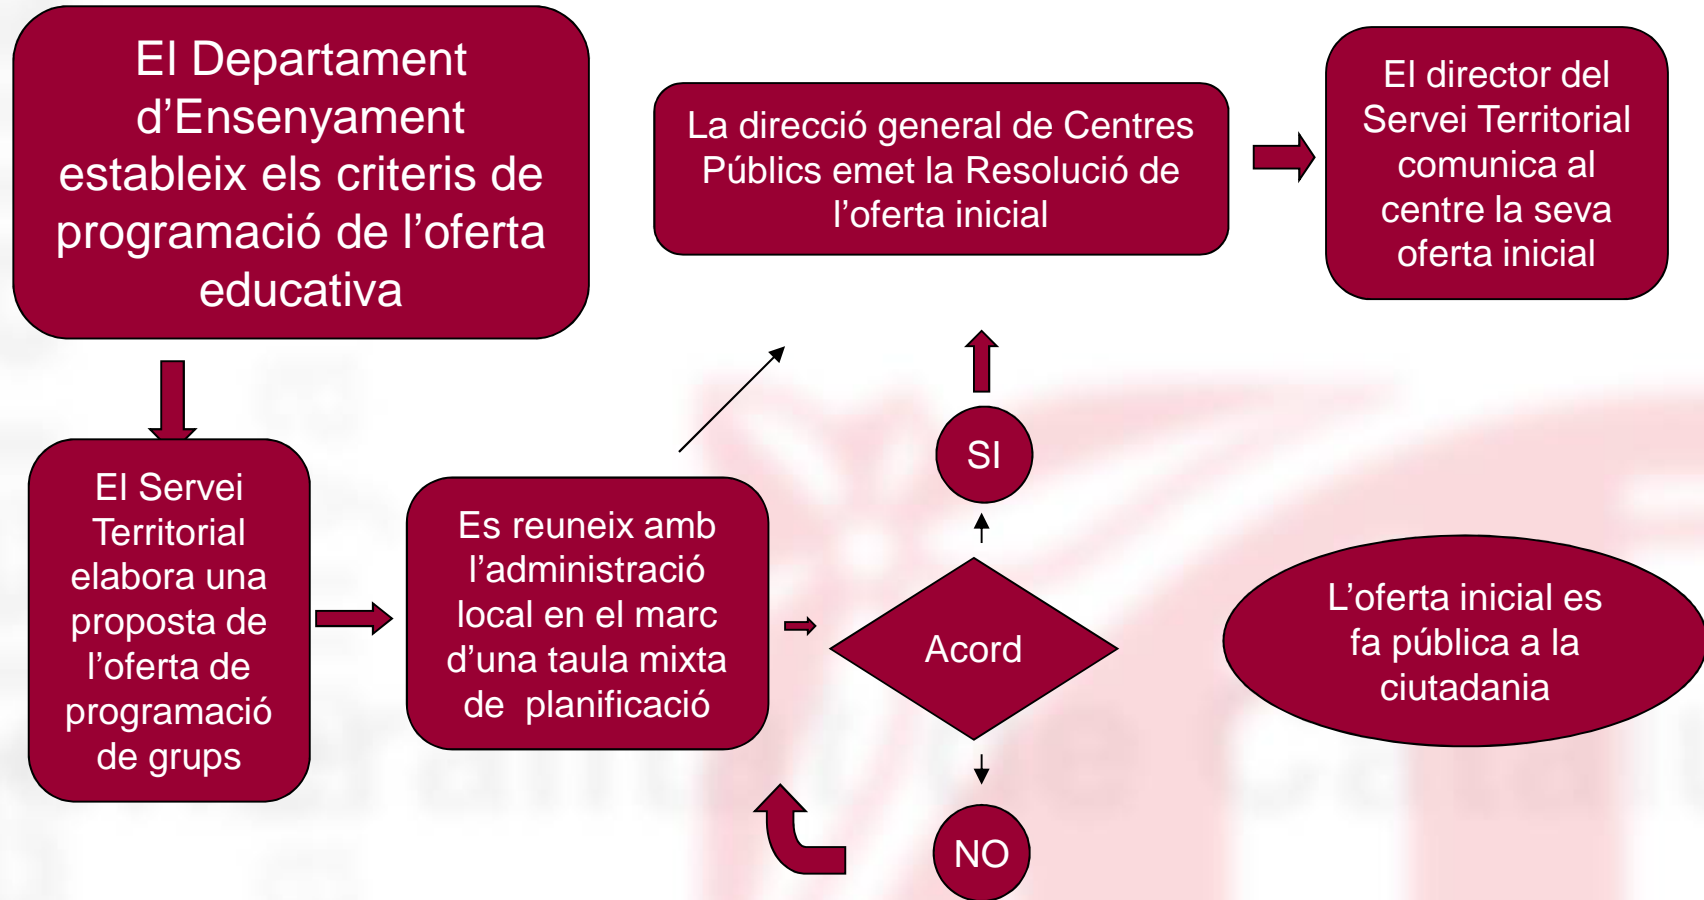 El Departament
d’Ensenyament
estableix els criteris de
programació de l’oferta
educativa
La direcció general de Centres
Públics emet la Resolució de
l’oferta inicial
El director del
Servei Territorial
comunica al
centre la seva
oferta inicial
El Servei
Territorial
elabora una
proposta de
l’oferta de
programació
de grups
Es reuneix amb
l’administració
local en el marc
d’una taula mixta
de planificació
SI
Acord
NO
L’oferta inicial es
fa pública a la
ciutadania